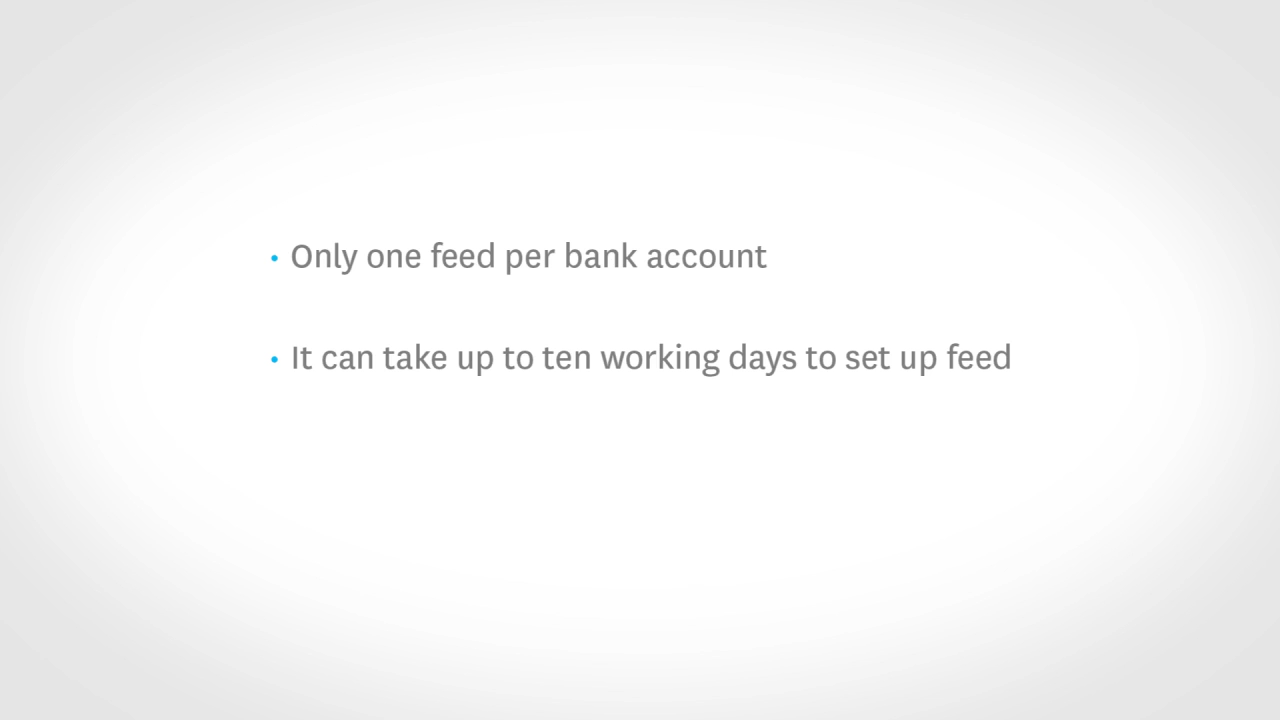 • Only one feed per bank account
• It can take up to ten working days to set up feed